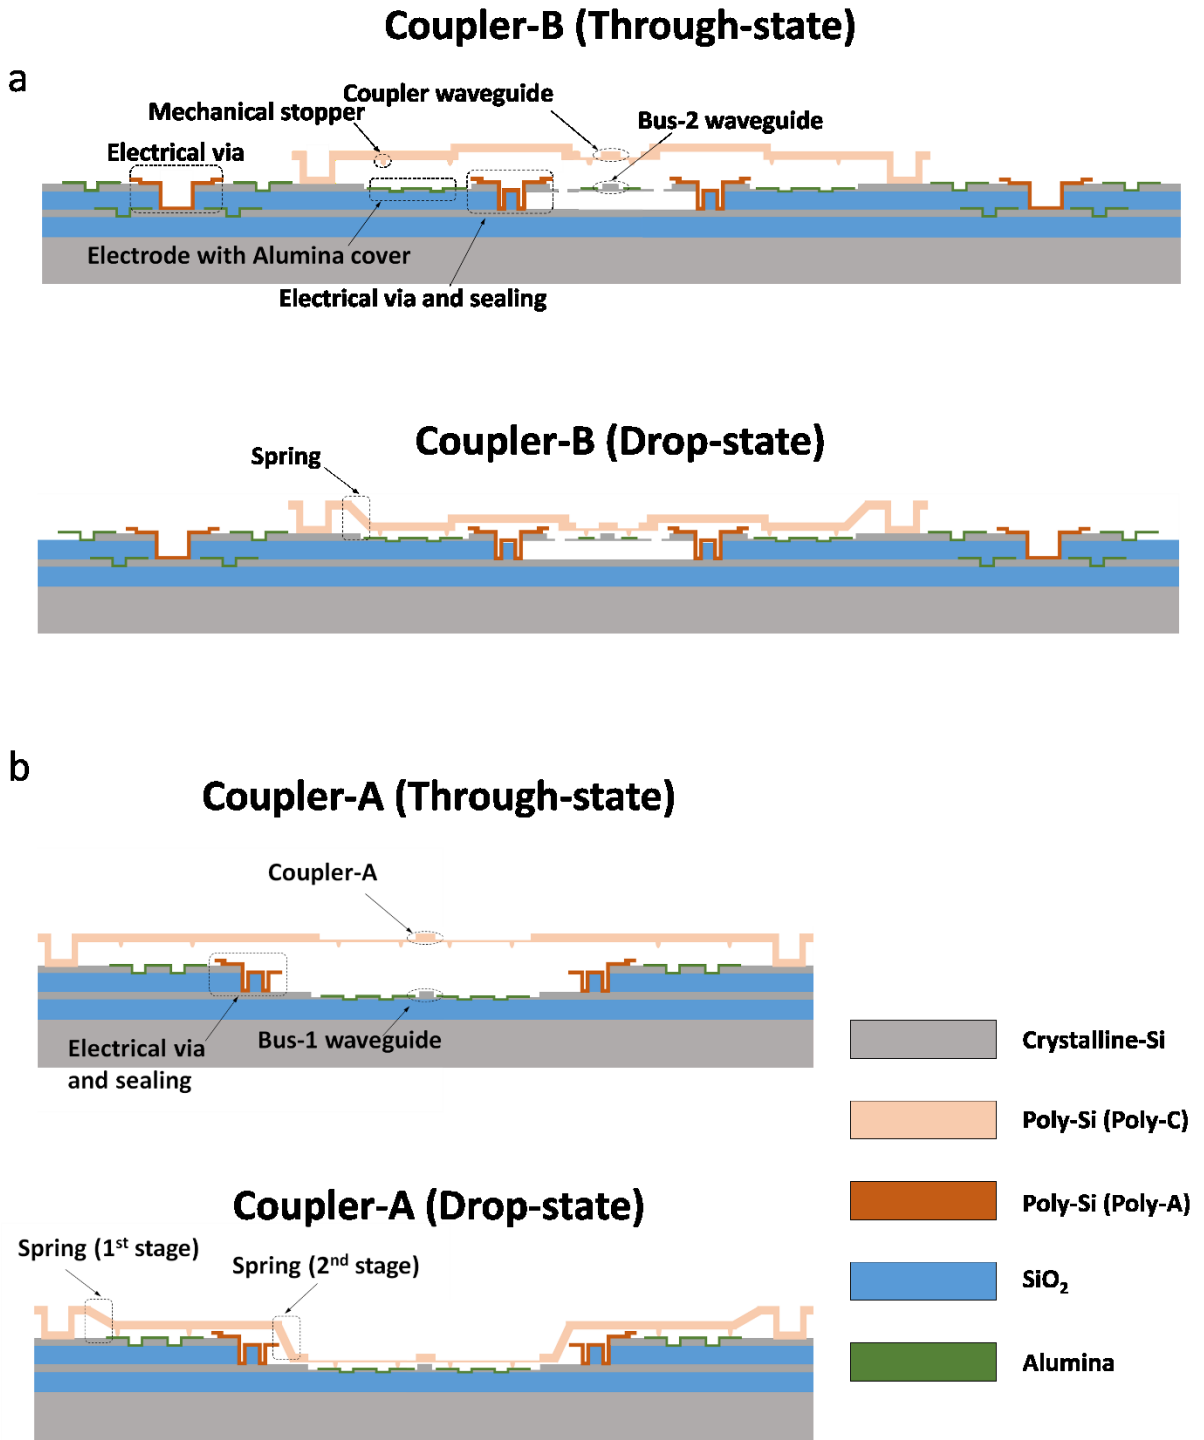 Coupler-B (Through-state)
a
Coupler waveguide
Mechanical stopper
Bus-2 waveguide
Electrical via
Electrode with Alumina cover
Electrical via and sealing
Coupler-B (Drop-state)
Spring
b
Coupler-A (Through-state)
Coupler-A
Bus-1 waveguide
Electrical via
and sealing
Crystalline-Si
Poly-Si (Poly-C)
Poly-Si (Poly-A)
SiO₂
Alumina
Coupler-A (Drop-state)
Spring (1st stage)
Spring (2nd stage)